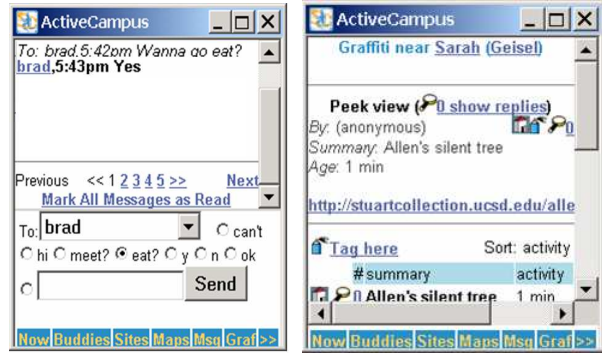 ActiveCampus
To: brad,5:42pm Wanna go eat?
brad,5:43pm Yes
Previous << 1 2 3 4 5 >> Next
Mark All Messages as Read
To: brad can't
hi meet? eat? y n ok
Send
Now Buddies Sites Maps Msg Graf >>
ActiveCampus
Graffiti near Sarah (Geisel)
Peek view (0 show replies)
By: (anonymous) 0
Summary: Allen's silent tree
Age: 1 min
http://stuartcollection.ucsd.edu/alle
Tag here Sort: activity
# summary activity
0 Allen's silent tree 1 min
Now Buddies Sites Maps Msg Graf >>